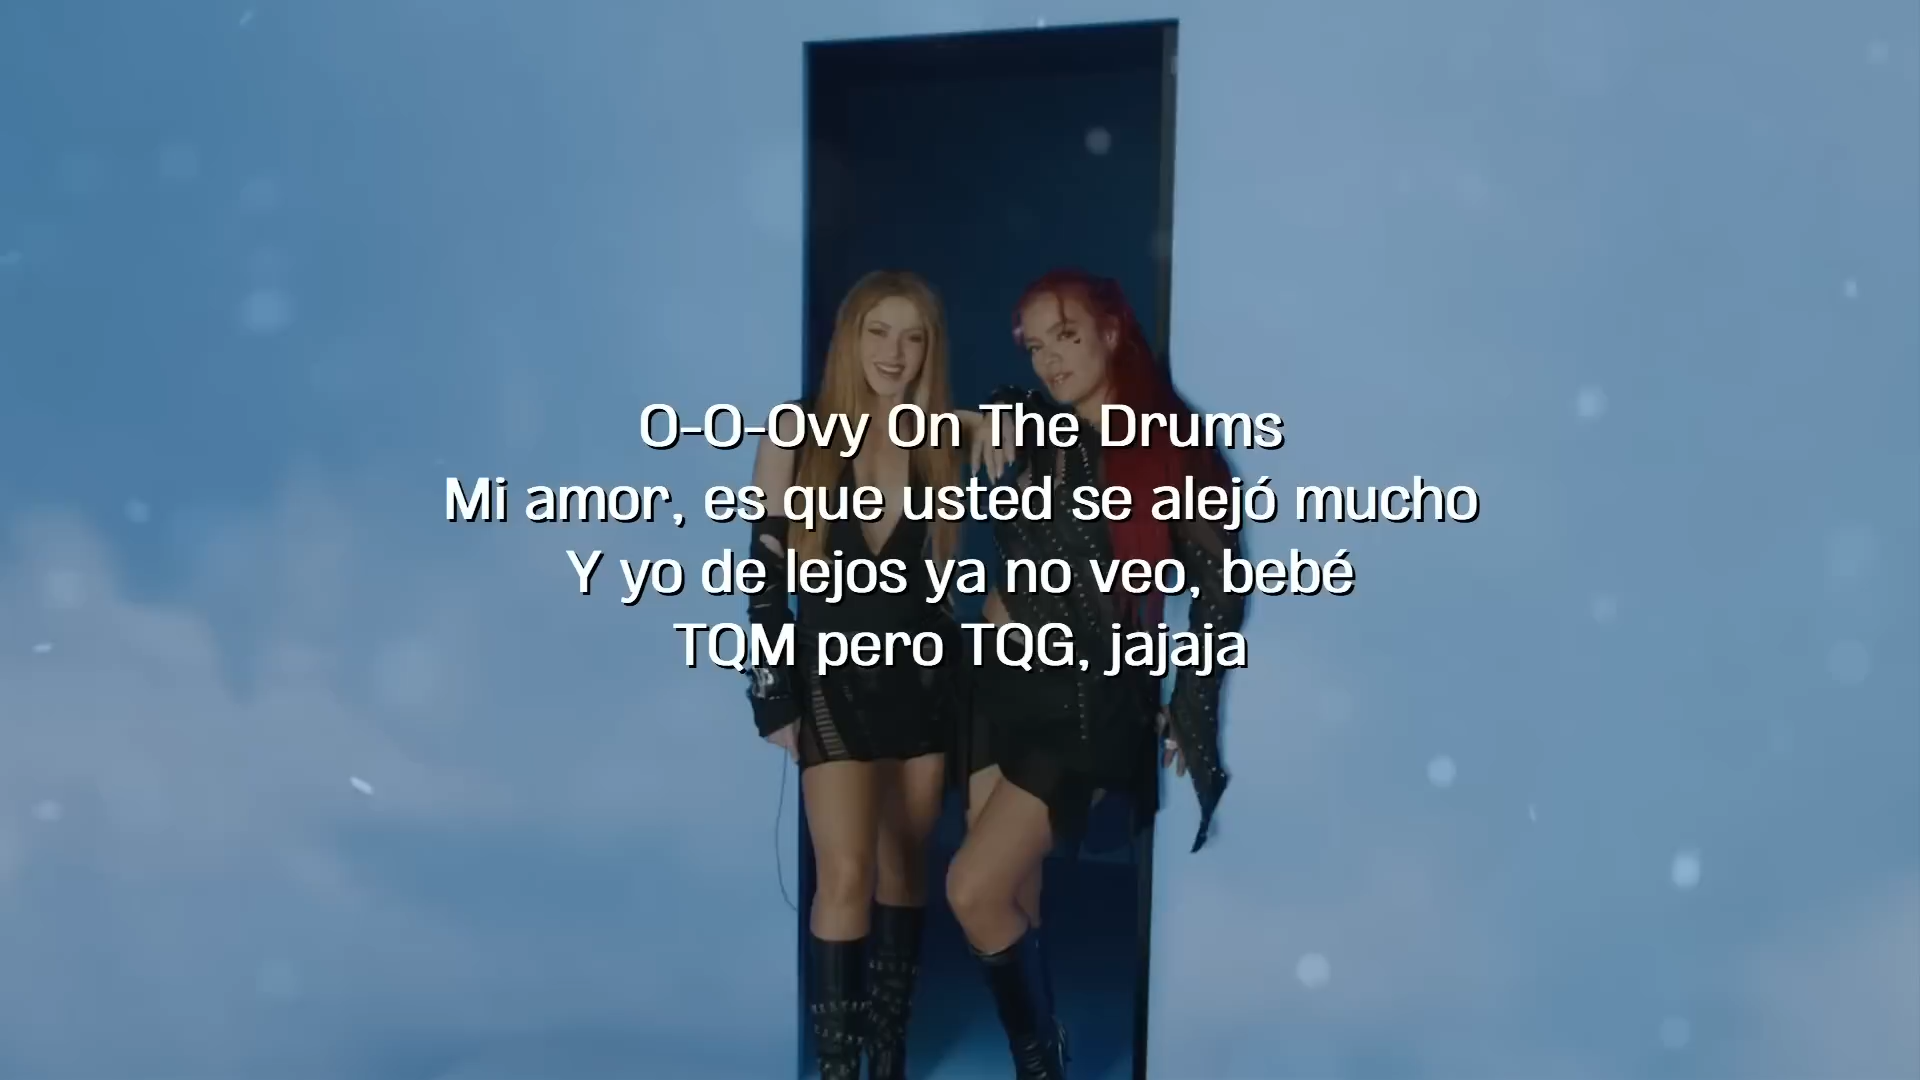 O-O-Ovy On The Drums
Mi amor, es que usted se alejó mucho
Y yo de lejos ya no veo, bebé
TQM pero TQG, jajaja